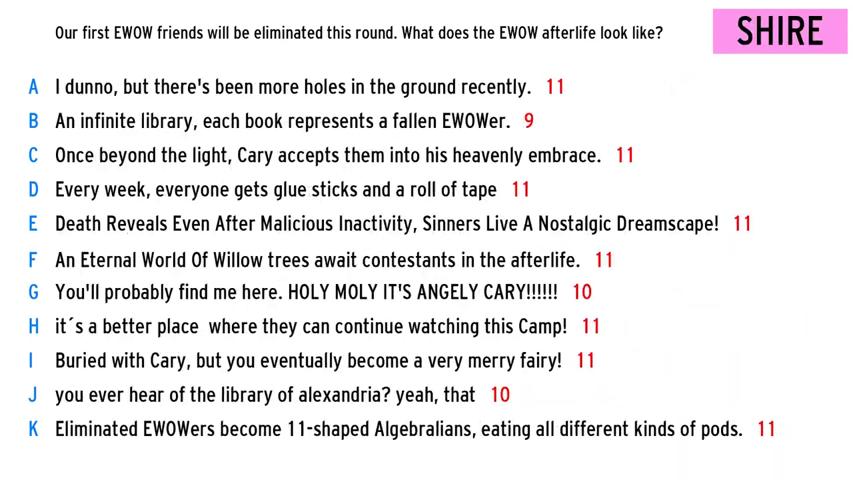 Our first EWOW friends will be eliminated this round. What does the EWOW afterlife look like?
SHIRE
A I dunno, but there's been more holes in the ground recently. 11
B An infinite library, each book represents a fallen EWOWer. 9
C Once beyond the light, Cary accepts them into his heavenly embrace. 11
D Every week, everyone gets glue sticks and a roll of tape 11
E Death Reveals Even After Malicious Inactivity, Sinners Live A Nostalgic Dreamscape! 11
F An Eternal World Of Willow trees await contestants in the afterlife. 11
G You'll probably find me here. HOLY MOLY IT'S ANGELY CARY!!!!!! 10
H it´s a better place  where they can continue watching this Camp! 11
I Buried with Cary, but you eventually become a very merry fairy! 11
J you ever hear of the library of alexandria? yeah, that 10
K Eliminated EWOWers become 11-shaped Algebralians, eating all different kinds of pods. 11